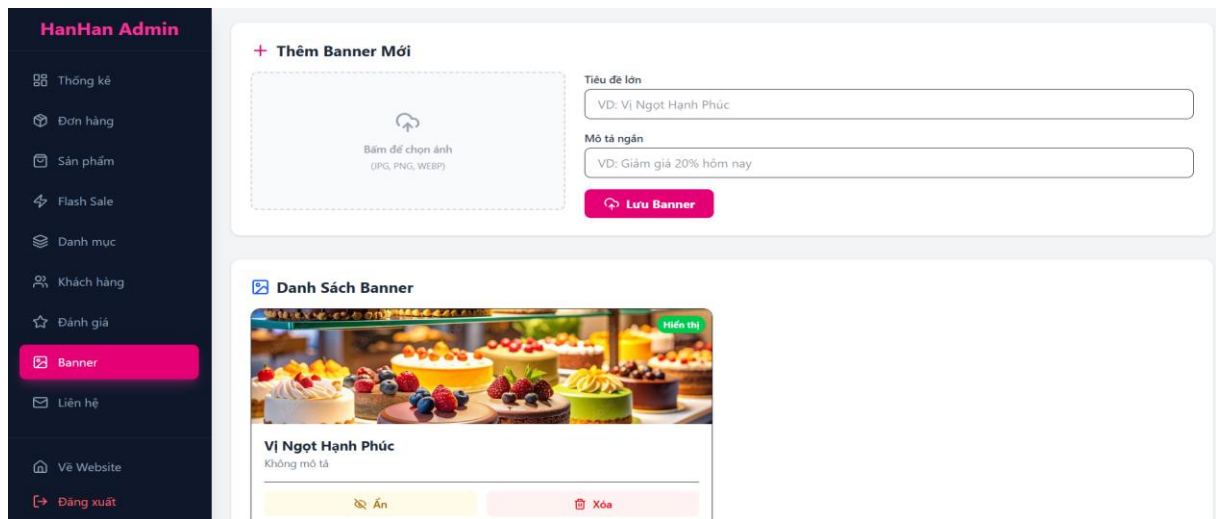 HanHan Admin
Thống kê
Đơn hàng
Sản phẩm
Flash Sale
Danh mục
Khách hàng
Đánh giá
Banner
Liên hệ
Về Website
Đăng xuất
Thêm Banner Mới
Bấm để chọn ảnh
(JPG, PNG, WEBP)
Tiêu đề lớn
VD: Vị Ngọt Hạnh Phúc
Mô tả ngắn
VD: Giảm giá 20% hôm nay
Lưu Banner
Danh Sách Banner
Hiển thị
Vị Ngọt Hạnh Phúc
Không mô tả
Ẩn
Xóa